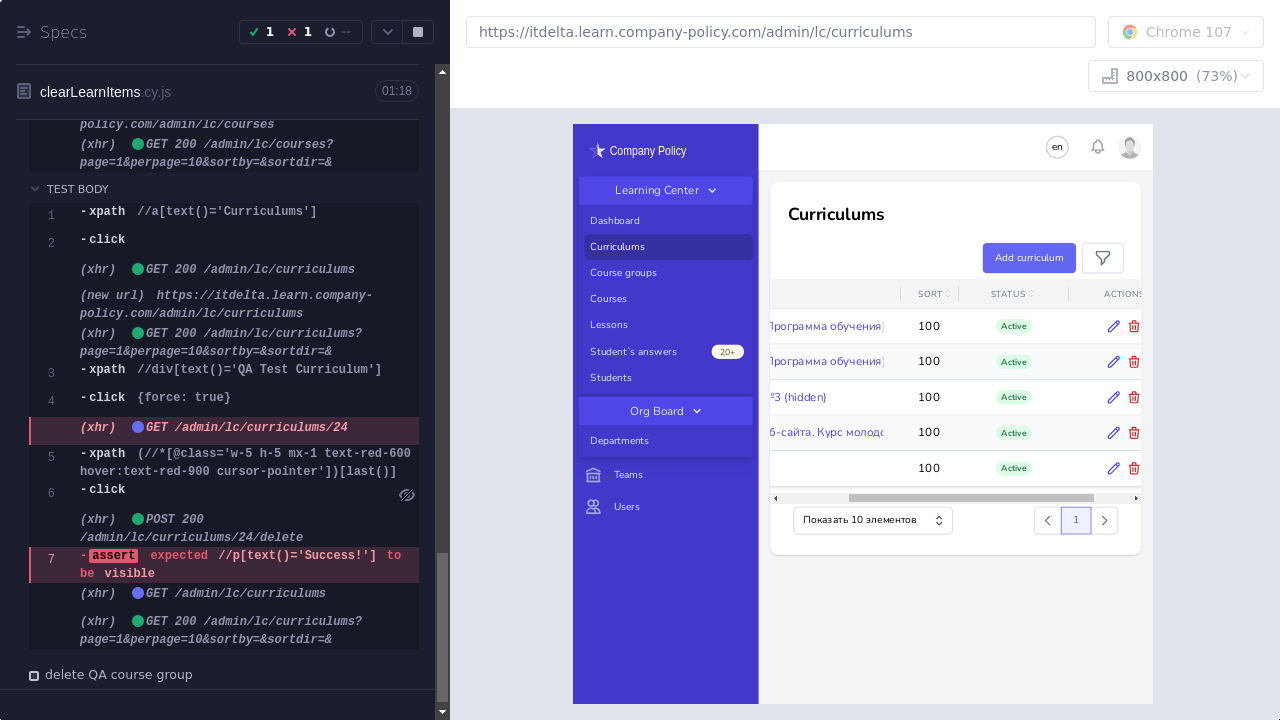 Specs
1
1
--
clearLearnItems.cy.js
01:18
policy.com/admin/lc/courses
(xhr) GET 200 /admin/lc/courses?
page=1&perpage=10&sortby=&sortdir=&
TEST BODY
1 -xpath //a[text()='Curriculums']
2 -click
(xhr) GET 200 /admin/lc/curriculums
(new url) https://itdelta.learn.company-
policy.com/admin/lc/curriculums
(xhr) GET 200 /admin/lc/curriculums?
page=1&perpage=10&sortby=&sortdir=&
3 -xpath //div[text()='QA Test Curriculum']
4 -click {force: true}
(xhr) GET /admin/lc/curriculums/24
5 -xpath (//*[@class='w-5 h-5 mx-1 text-red-600
hover:text-red-900 cursor-pointer'])[last()]
6 -click
(xhr) POST 200
/admin/lc/curriculums/24/delete
7 -assert expected //p[text()='Success!'] to
be visible
(xhr) GET /admin/lc/curriculums
(xhr) GET 200 /admin/lc/curriculums?
page=1&perpage=10&sortby=&sortdir=&
delete QA course group
https://itdelta.learn.company-policy.com/admin/lc/curriculums
Chrome 107
800x800 (73%)
Company Policy
Learning Center
Dashboard
Curriculums
Course groups
Courses
Lessons
Student`s answers 20+
Students
Org Board
Departments
Teams
Users
en
Curriculums
Add curriculum
SORT STATUS ACTIONS
Программа обучения) 100 Active
Программа обучения) 100 Active
№3 (hidden) 100 Active
б-сайта. Курс молодо 100 Active
100 Active
Показать 10 элементов
1